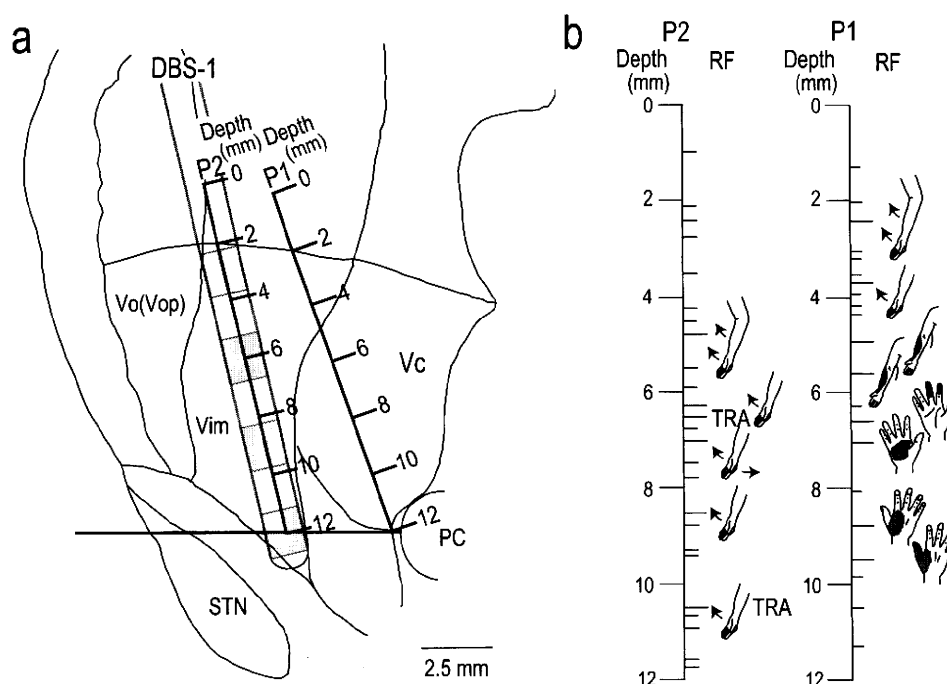 a
DBS-1
Depth Depth
(mm) (mm)
P2 P1
0
0
2
2
4
4
6
6
8
8
10
10
12
12
Vo(Vop)
Vim
Vc
PC
STN
2.5 mm
b
P2
P1
Depth RF
(mm)
Depth RF
(mm)
0
2
4
6
TRA
8
10
TRA
12
0
2
4
6
8
10
12